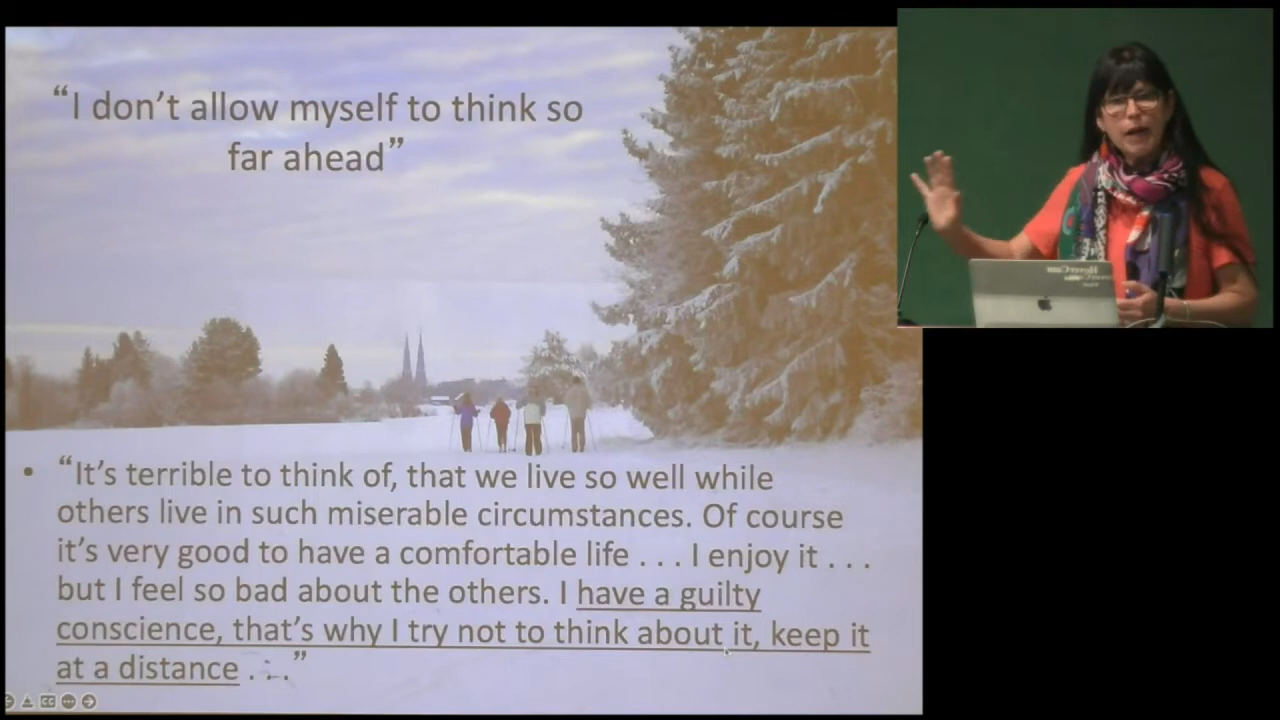 “I don’t allow myself to think so
far ahead”
• “It’s terrible to think of, that we live so well while
others live in such miserable circumstances. Of course
it’s very good to have a comfortable life . . . I enjoy it . . .
but I feel so bad about the others. I have a guilty
conscience, that’s why I try not to think about it, keep it
at a distance . . .”